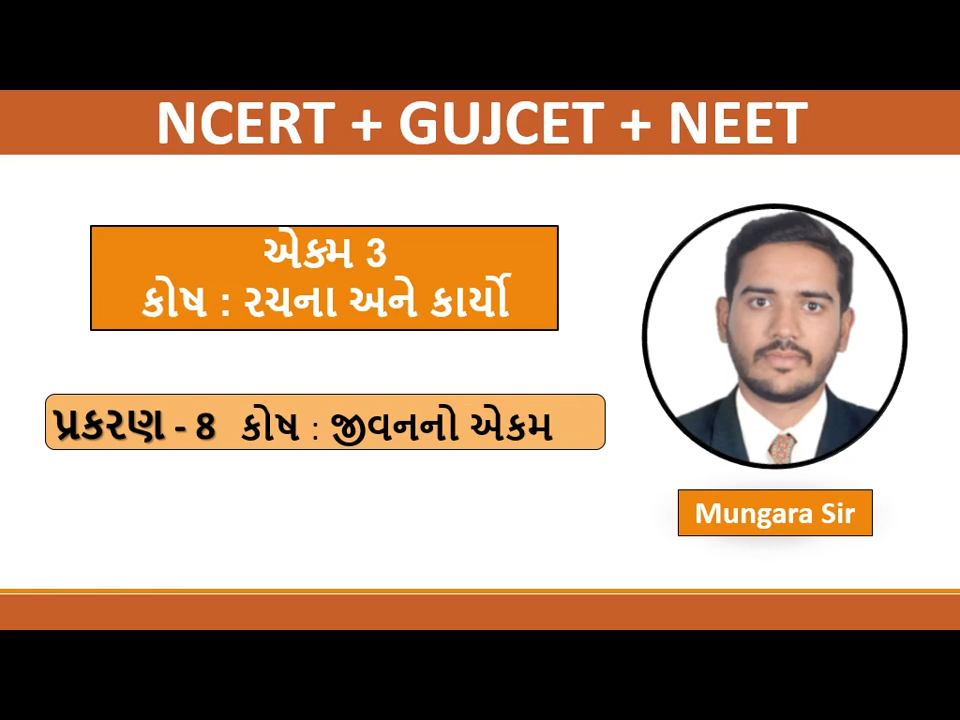 NCERT + GUJCET + NEET
એકમ 3
કોષ : રચના અને કાર્યો
પ્રકરણ - 8 કોષ : જીવનનો એકમ
Mungara Sir